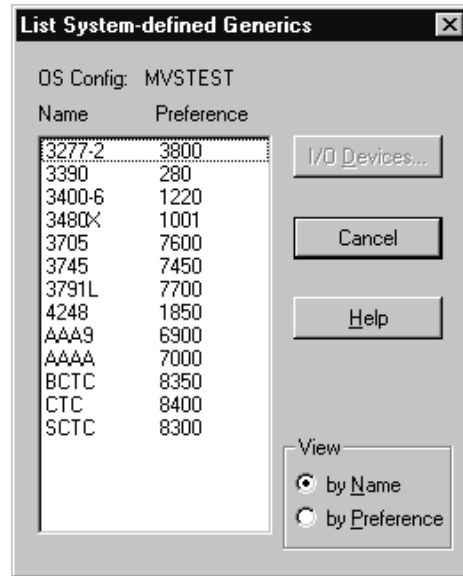 List System-defined Generics
OS Config: MVSTEST
Name Preference
3277-2 3800
3390 280
3400-6 1220
3480X 1001
3705 7600
3745 7450
3791L 7700
4248 1850
AAA9 6900
AAAA 7000
BCTC 8350
CTC 8400
SCTC 8300
I/O Devices...
Cancel
Help
View
by Name
by Preference